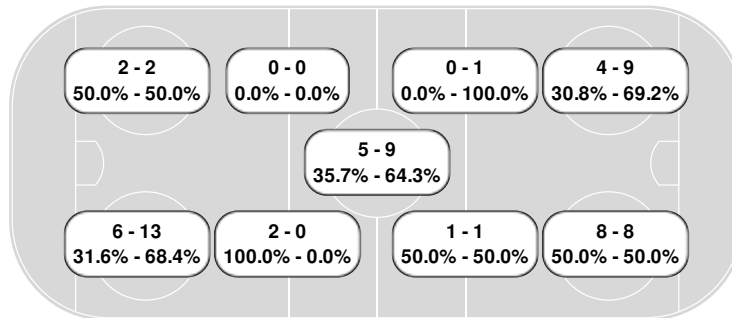 2 - 2
50.0% - 50.0%
0 - 0
0.0% - 0.0%
0 - 1
0.0% - 100.0%
4 - 9
30.8% - 69.2%
5 - 9
35.7% - 64.3%
6 - 13
31.6% - 68.4%
2 - 0
100.0% - 0.0%
1 - 1
50.0% - 50.0%
8 - 8
50.0% - 50.0%